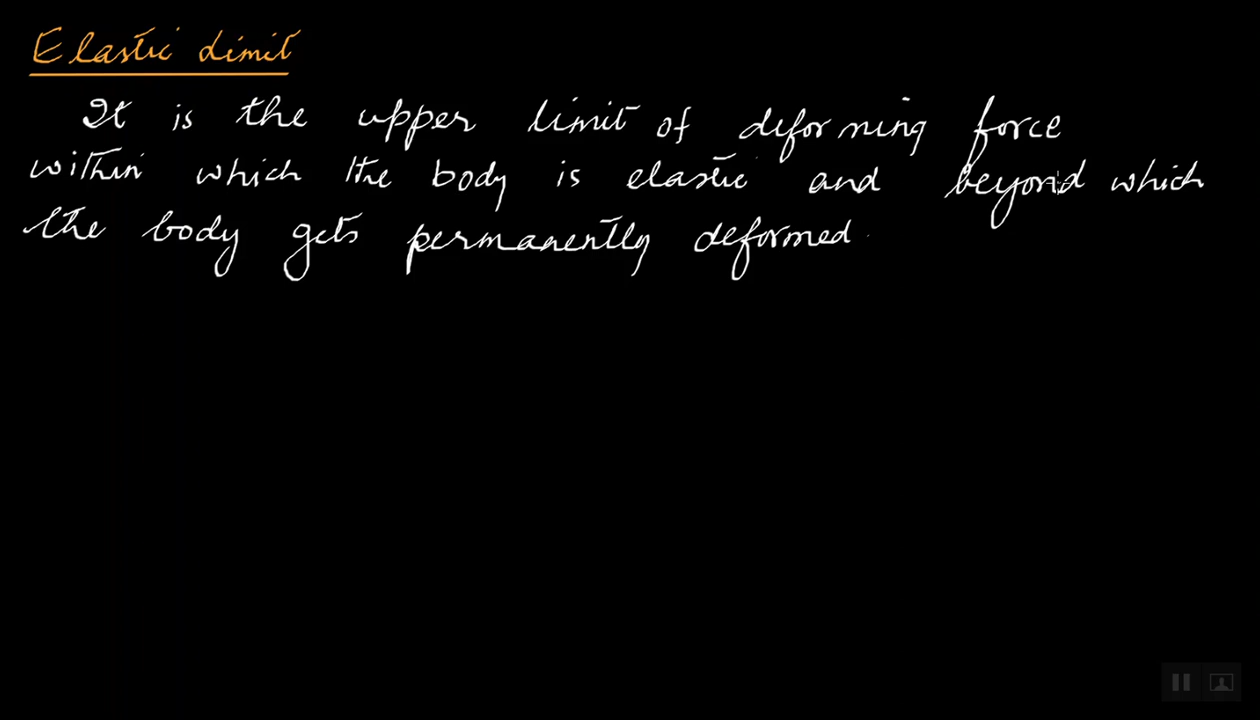 Elastic Limit
It is the upper limit of deforming force
within which the body is elastic and beyond which
the body gets permanently deformed.